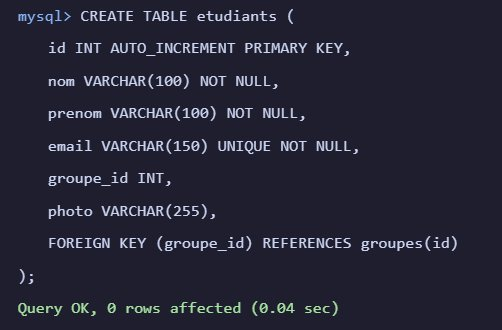 mysql> CREATE TABLE etudiants (
id INT AUTO_INCREMENT PRIMARY KEY,
nom VARCHAR(100) NOT NULL,
prenom VARCHAR(100) NOT NULL,
email VARCHAR(150) UNIQUE NOT NULL,
groupe_id INT,
photo VARCHAR(255),
FOREIGN KEY (groupe_id) REFERENCES groupes(id)
);
Query OK, 0 rows affected (0.04 sec)